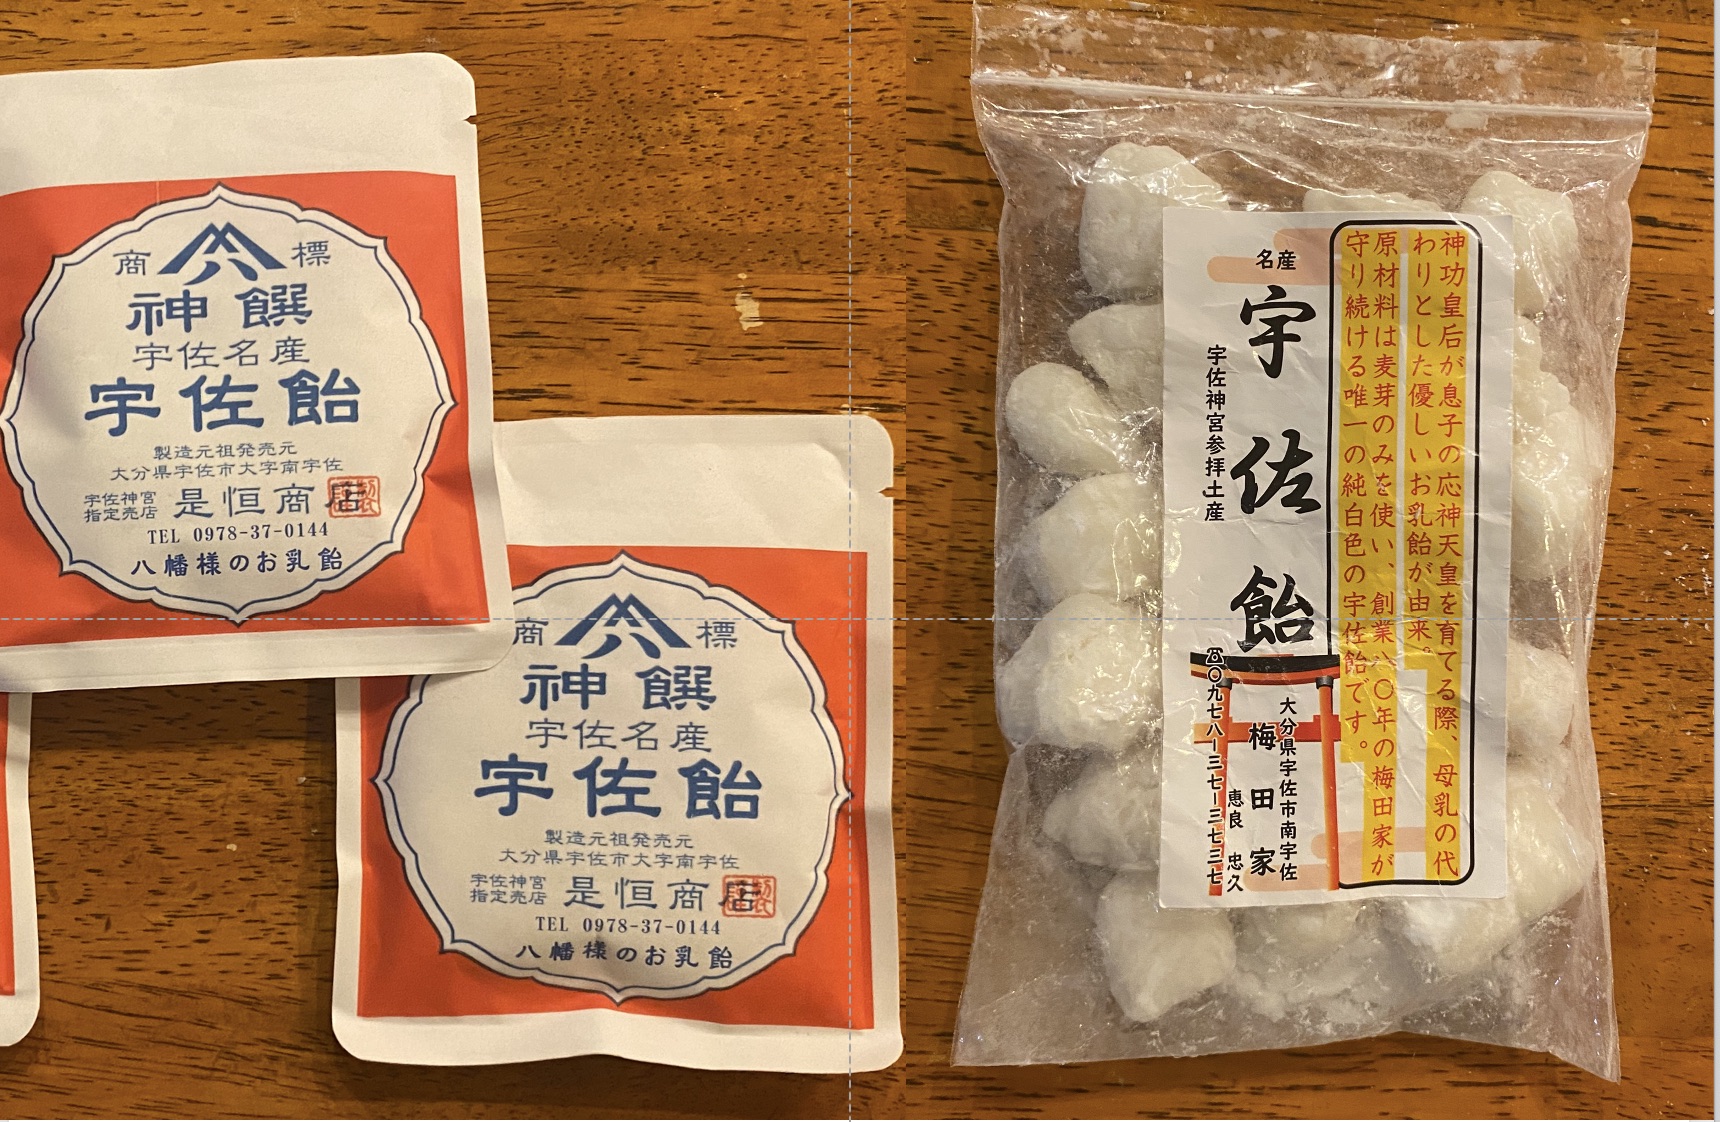 商標
神饌
宇佐名産
宇佐飴
製造元祖発売元
大分県宇佐市大字南宇佐
宇佐神宮
指定売店
是恒商店
TEL 0978-37-0144
八幡様のお乳飴
商標
神饌
宇佐名産
宇佐飴
製造元祖発売元
大分県宇佐市大字南宇佐
宇佐神宮
指定売店
是恒商店
TEL 0978-37-0144
八幡様のお乳飴
神功皇后が息子の応神天皇を育てる際、母乳の代
わりとした優しいお乳飴が由来。
原材料は麦芽のみを使い、創業八〇年の梅田家が
守り続ける唯一の純白色の宇佐飴です。
名産
宇佐飴
宇佐神宮参拝土産
大分県宇佐市南宇佐
梅田家
恵良 忠久
☎〇九七八ー三七ー三七三七